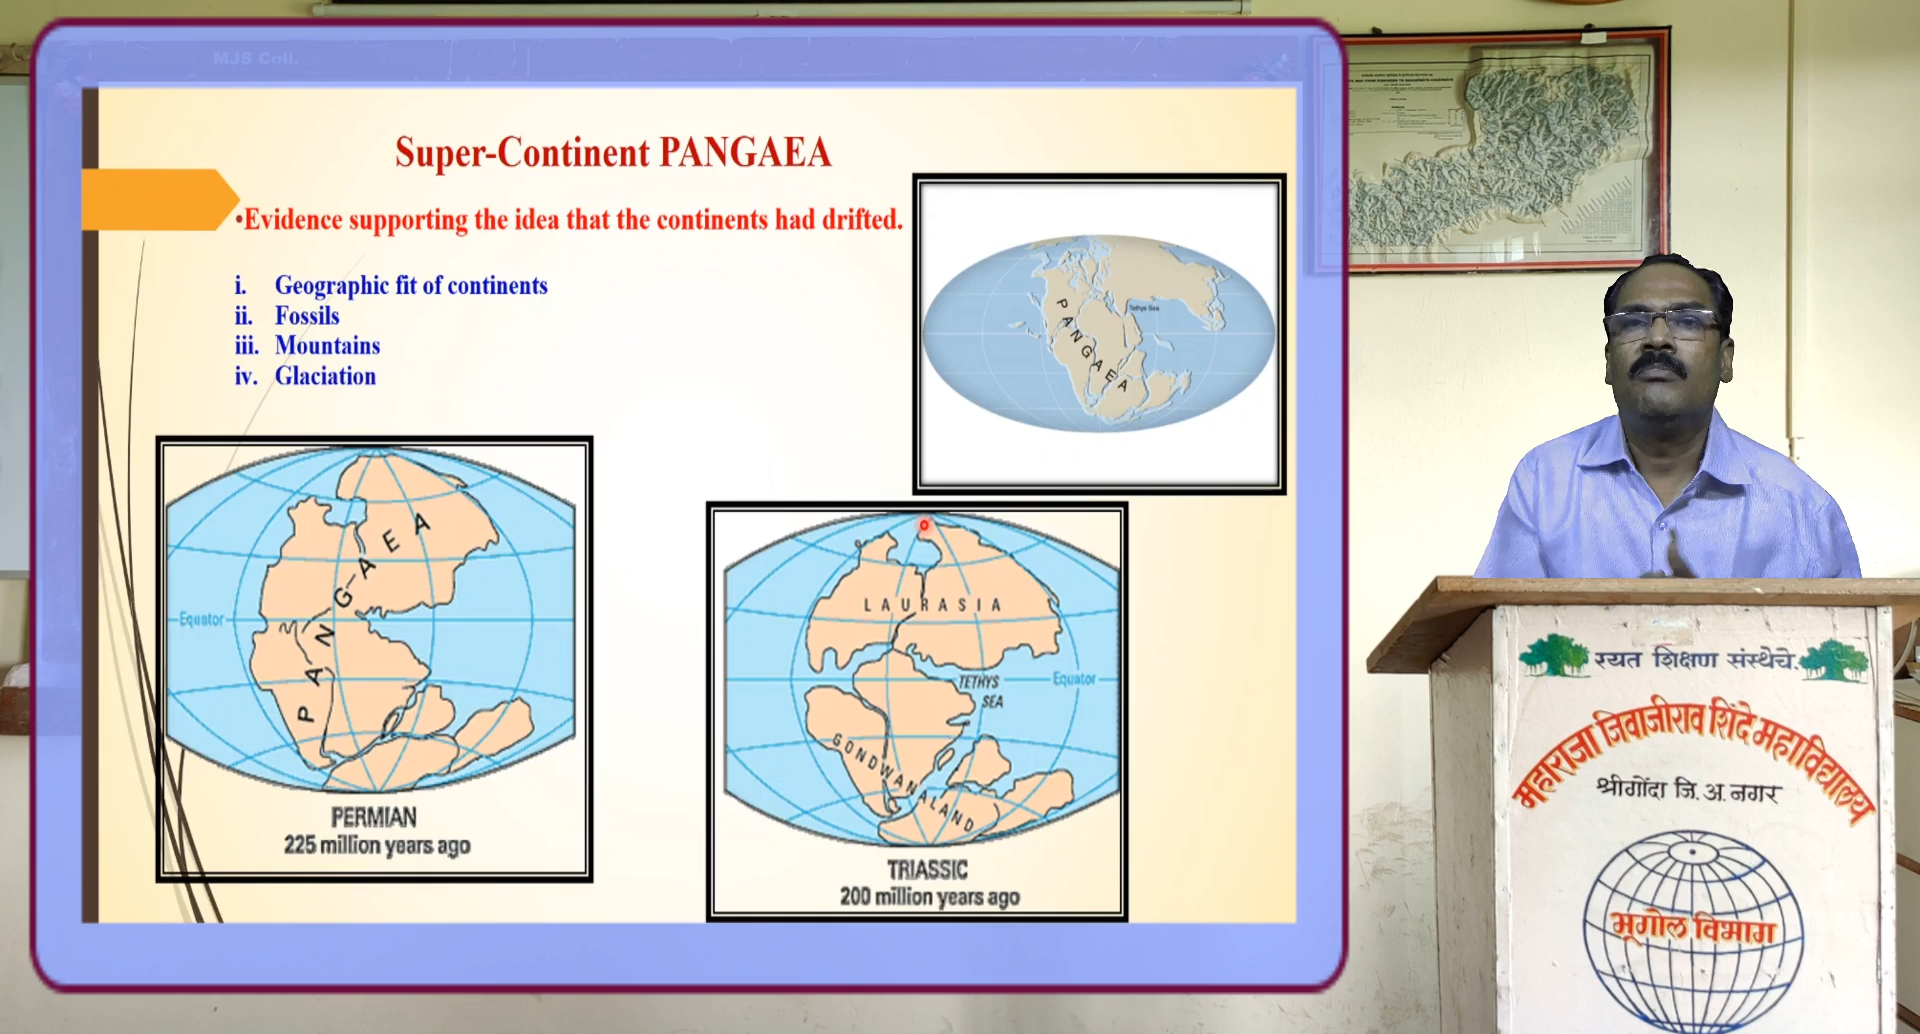 MJS Coll.
Super-Continent PANGAEA
•Evidence supporting the idea that the continents had drifted.
i. Geographic fit of continents
ii. Fossils
iii. Mountains
iv. Glaciation
PANGAEA
Tethys Sea
PANGAEA
Equator
PERMIAN
225 million years ago
LAURASIA
TETHYS
SEA
Equator
GONDWANALAND
TRIASSIC
200 million years ago
रयत शिक्षण संस्थेचे.
महाराजा जिवाजीराव शिंदे महाविद्यालय
श्रीगोंदा जि. अ. नगर
भूगोल विभाग